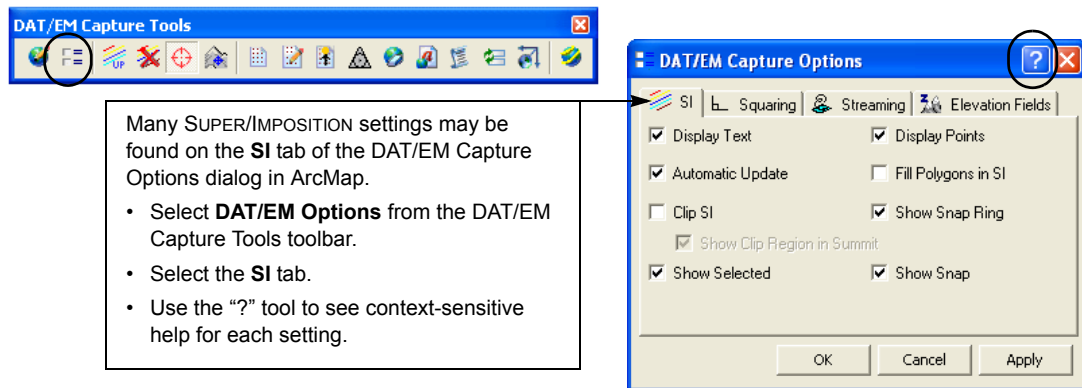 DAT/EM Capture Tools
UP
Many SUPER/IMPOSITION settings may be
found on the SI tab of the DAT/EM Capture
Options dialog in ArcMap.
• Select DAT/EM Options from the DAT/EM
Capture Tools toolbar.
• Select the SI tab.
• Use the “?” tool to see context-sensitive
help for each setting.
DAT/EM Capture Options ?
SI Squaring Streaming Elevation Fields
Display Text Display Points
Automatic Update Fill Polygons in SI
Clip SI Show Snap Ring
Show Clip Region in Summit
Show Selected Show Snap
OK Cancel Apply